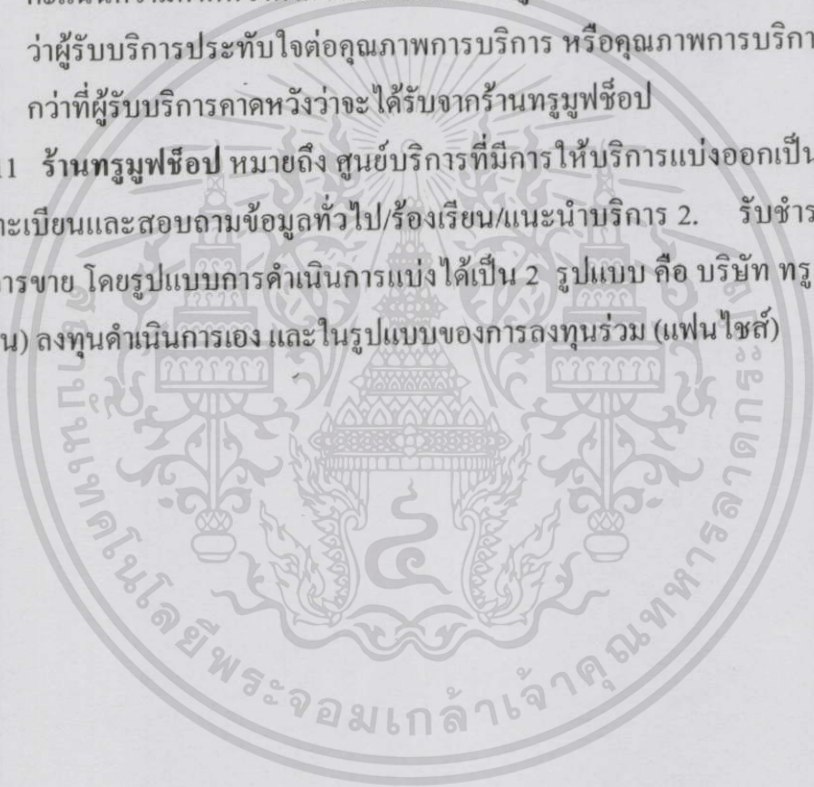 ว่าผู้รับบริการประทับใจต่อคุณภาพการบริการ หรือคุณภาพการบริกา
กว่าที่ผู้รับบริการคาดหวังว่าจะได้รับจากร้านทรูมูฟช็อป
11 ร้านทรูมูฟช็อป หมายถึง ศูนย์บริการที่มีการให้บริการแบ่งออกเป็น
ทะเบียนและสอบถามข้อมูลทั่วไป/ร้องเรียน/แนะนำบริการ 2. รับชำร
ารขาย โดยรูปแบบการดำเนินการแบ่งได้เป็น 2 รูปแบบ คือ บริษัท ทรู
น) ลงทุนดำเนินการเอง และในรูปแบบของการลงทุนร่วม (แฟนไชส์)
สถาบันเทคโนโลยีพระจอมเกล้าเจ้าคุณทหารลาดกระบัง